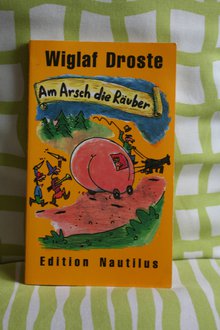 Wiglaf Droste
Am Arsch die Räuber
Edition Nautilus